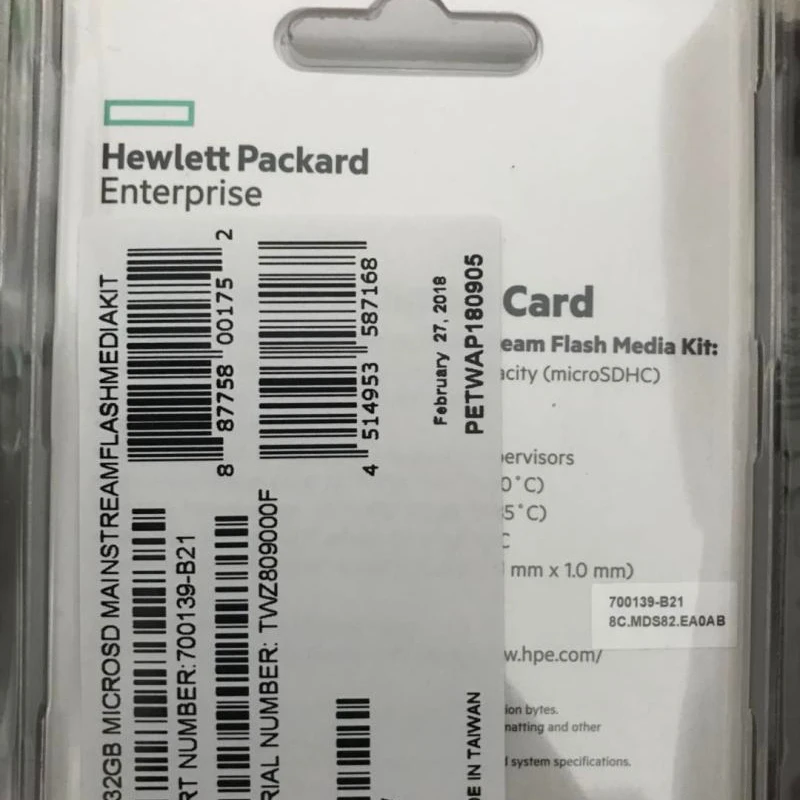 Hewlett Packard
Enterprise
32GB MICROSD MAINSTREAMFLASHMEDIAKIT
8 87758 00175 2
4 514953 587168
RT NUMBER:700139-B21
RIAL NUMBER: TWZ809000F
February 27, 2018
PETWAP180905
DE IN TAIWAN
Card
eam Flash Media Kit:
acity (microSDHC)
ervisors
0°C)
5°C)
C
mm x 1.0 mm)
700139-B21
8C.MDS82.EA0AB
w.hpe.com/
ion bytes.
matting and other
system specifications.